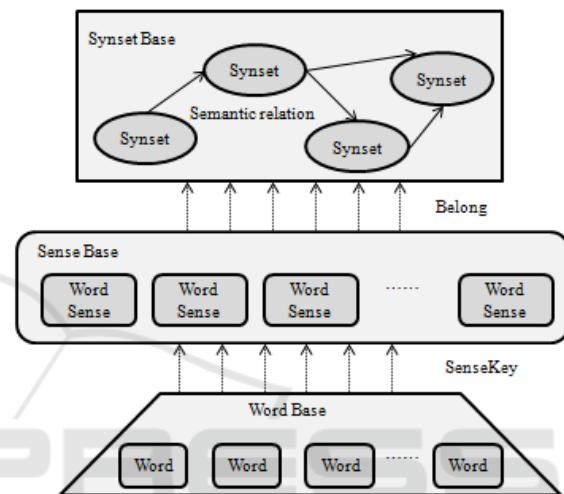 Synset Base
Synset
Synset
Semantic relation
Synset
Synset
Belong
Sense Base
Word Sense
Word Sense
Word Sense
......
Word Sense
SenseKey
Word Base
Word
Word
Word
......
Word
PRESS